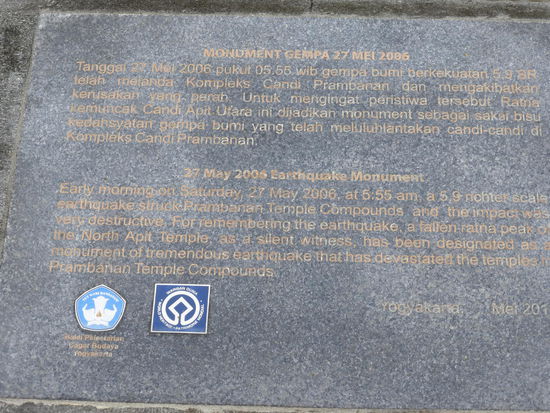 MONUMENT GEMPA 27 MEI 2006
Tanggal 27 Mei 2006 pukul 05.55 wib gempa bumi berkekuatan 5,9 SR
telah melanda Kompleks Candi Prambanan dan mengakibatkan
kerusakan yang parah. Untuk mengingat peristiwa tersebut Ratna
kemuncak Candi Apit Utara ini dijadikan monument sebagai saksi bisu
kedahsyatan gempa bumi yang telah meluluhlantakan candi-candi di
Kompleks Candi Prambanan.
27 May 2006 Earthquake Monument
Early morning on Saturday, 27 May 2006, at 5:55 am, a 5,9 richter scale
earthquake struck Prambanan Temple Compounds and the impact was
very destructive. For remembering the earthquake, a fallen ratna peak of
the North Apit Temple, as a silent witness, has been designated as
monument of tremendous earthquake that has devastated the temples
Prambanan Temple Compounds.
Yogyakarta Mei 201
Balai Pelestarian
Cagar Budaya
Yogyakarta